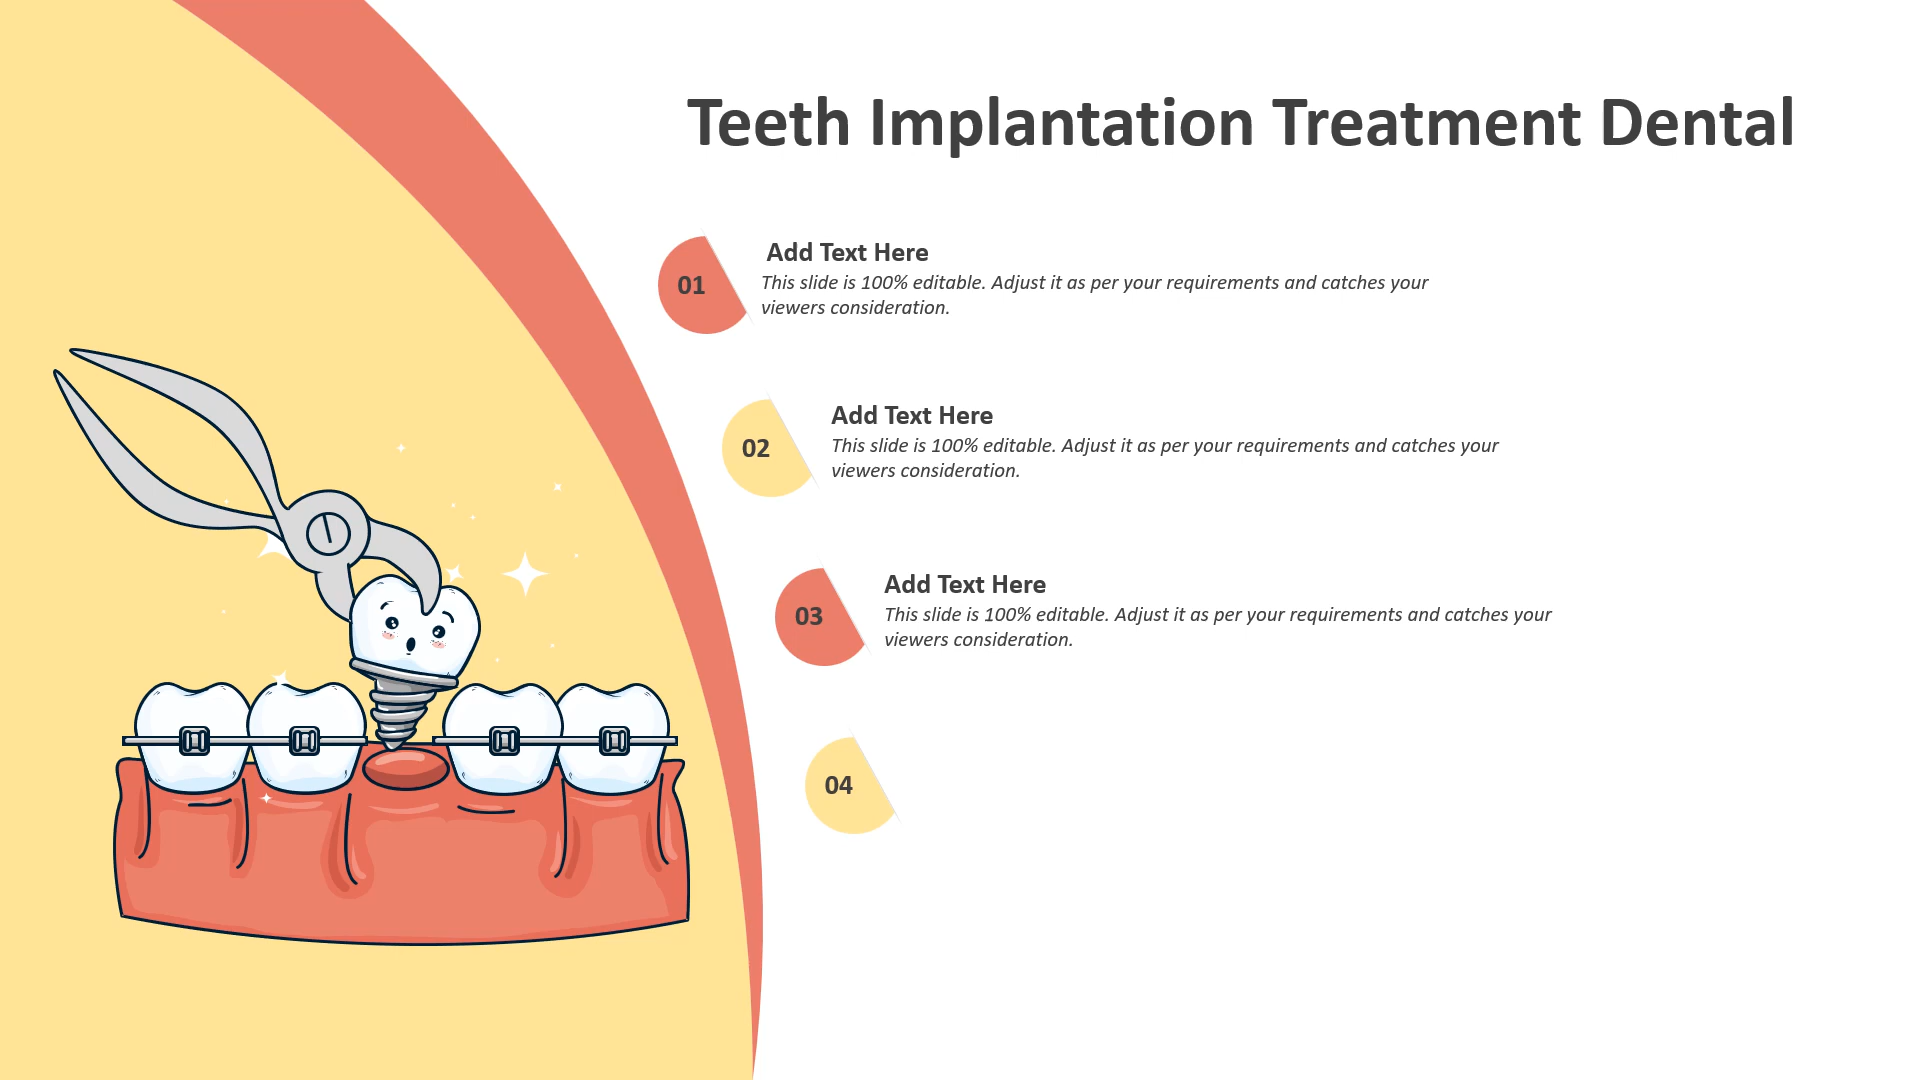 Teeth Implantation Treatment Dental
01
Add Text Here
This slide is 100% editable. Adjust it as per your requirements and catches your
viewers consideration.
02
Add Text Here
This slide is 100% editable. Adjust it as per your requirements and catches your
viewers consideration.
03
Add Text Here
This slide is 100% editable. Adjust it as per your requirements and catches your
viewers consideration.
04